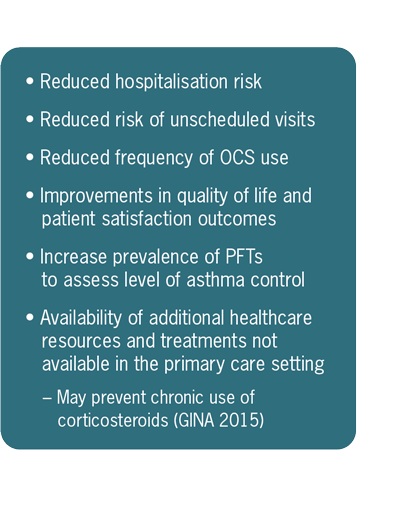 • Reduced hospitalisation risk
• Reduced risk of unscheduled visits
• Reduced frequency of OCS use
• Improvements in quality of life and
patient satisfaction outcomes
• Increase prevalence of PFTs
to assess level of asthma control
• Availability of additional healthcare
resources and treatments not
available in the primary care setting
– May prevent chronic use of
corticosteroids (GINA 2015)